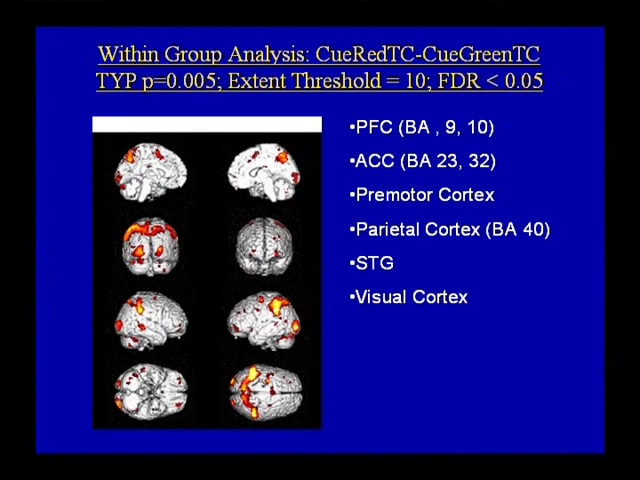 Within Group Analysis: CueRedTC-CueGreenTC
TYP p=0.005; Extent Threshold = 10; FDR < 0.05
•PFC (BA , 9, 10)
•ACC (BA 23, 32)
•Premotor Cortex
•Parietal Cortex (BA 40)
•STG
•Visual Cortex